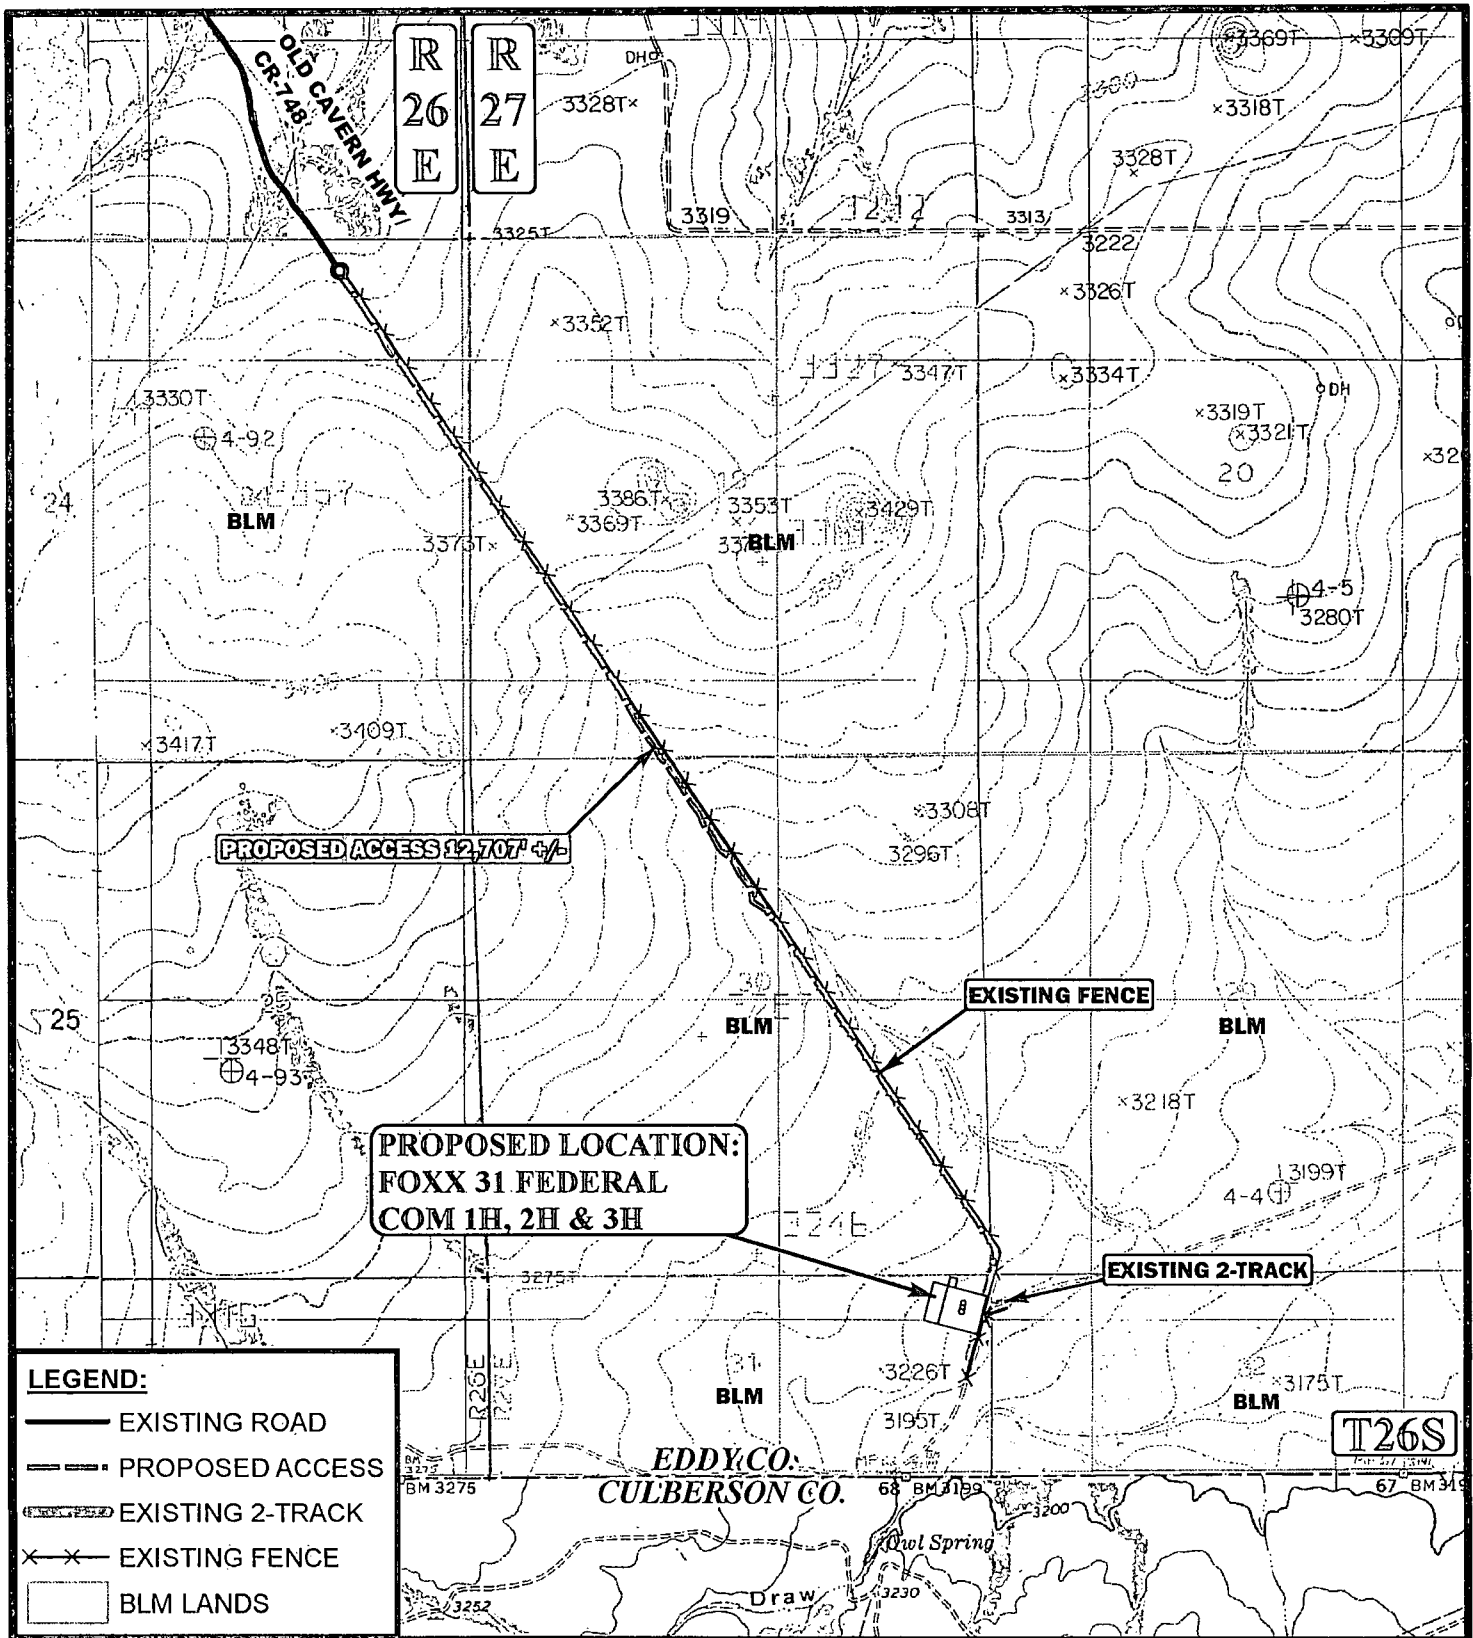 OLD CAVERN HWY/
CR-748
R
26
E
R
27
E
DH
3328T
3369T
3309T
3318T
3328T
3300
3319
3313
3222
3325T
3326T
3352T
3347T
3334T
DH
3330T
4-92
3319T
3321T
20
24
BLM
3386T
3369T
3353T
BLM
3429T
3373T
4-5
3280T
3417T
3409T
3308T
3296T
PROPOSED ACCESS 12,707' +/-
30
EXISTING FENCE
25
BLM
BLM
3348T
4-93
3218T
PROPOSED LOCATION:
FOXX 31 FEDERAL
COM 1H, 2H & 3H
3199T
4-4
3275T
EXISTING 2-TRACK
31
3226T
BLM
3175T
BLM
R26E
R27E
3195T
T26S
LEGEND:
EXISTING ROAD
PROPOSED ACCESS
EXISTING 2-TRACK
EXISTING FENCE
BLM LANDS
EDDY CO.
CULBERSON CO.
BM 3275
68 BM 3199
67 BM 319
3200
Owl Spring
Draw
3230
3252